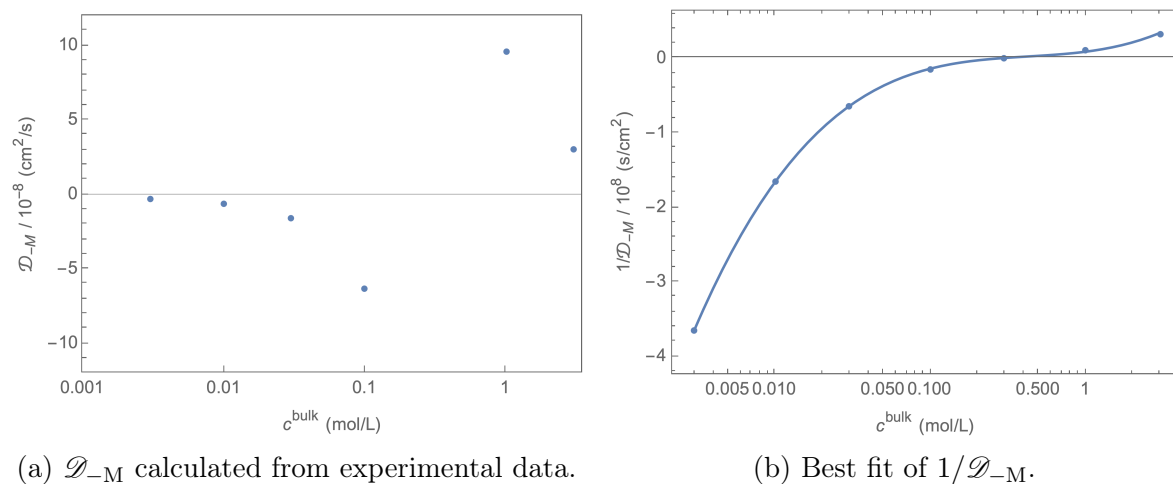 10
5
0
−5
−10
𝒟−M / 10⁻⁸ (cm²/s)
0.001 0.01 0.1 1
c^bulk (mol/L)
(a) 𝒟−M calculated from experimental data.
0
−1
−2
−3
−4
1/𝒟−M / 10⁸ (s/cm²)
0.005 0.010 0.050 0.100 0.500 1
c^bulk (mol/L)
(b) Best fit of 1/𝒟−M.